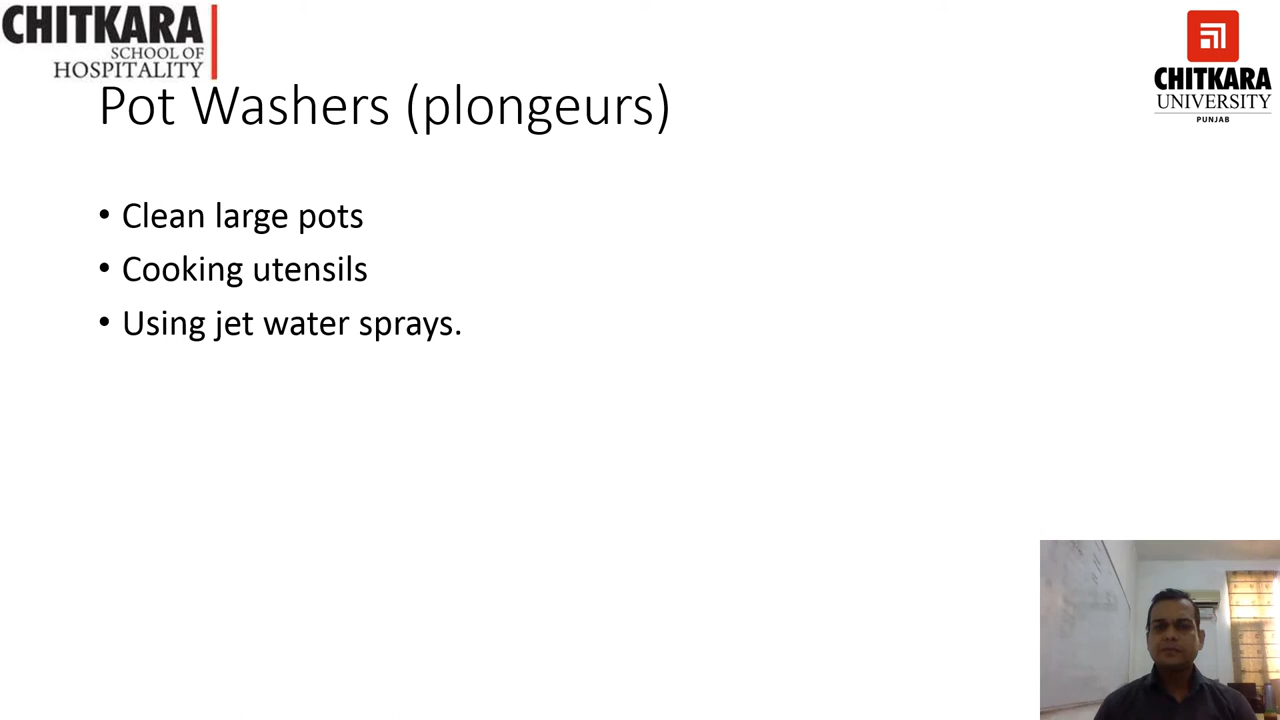 CHITKARA
SCHOOL OF
HOSPITALITY
CHITKARA
UNIVERSITY
PUNJAB
Pot Washers (plongeurs)
• Clean large pots
• Cooking utensils
• Using jet water sprays.